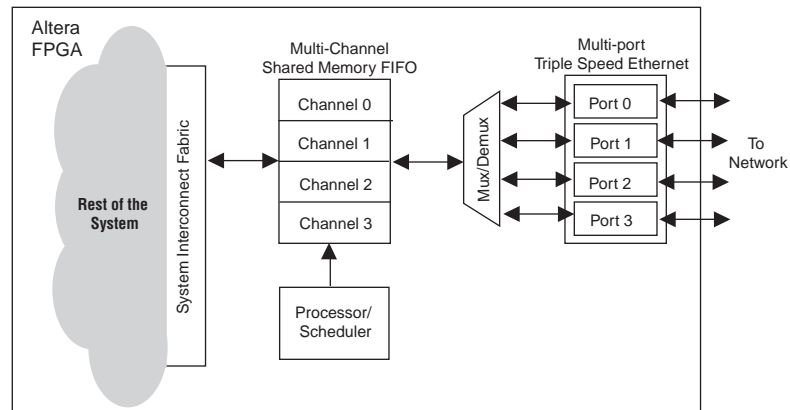 Altera
FPGA
Multi-Channel
Shared Memory FIFO
Multi-port
Triple Speed Ethernet
Rest of the
System
System Interconnect Fabric
Channel 0
Channel 1
Channel 2
Channel 3
Processor/
Scheduler
Mux/Demux
Port 0
Port 1
Port 2
Port 3
To
Network